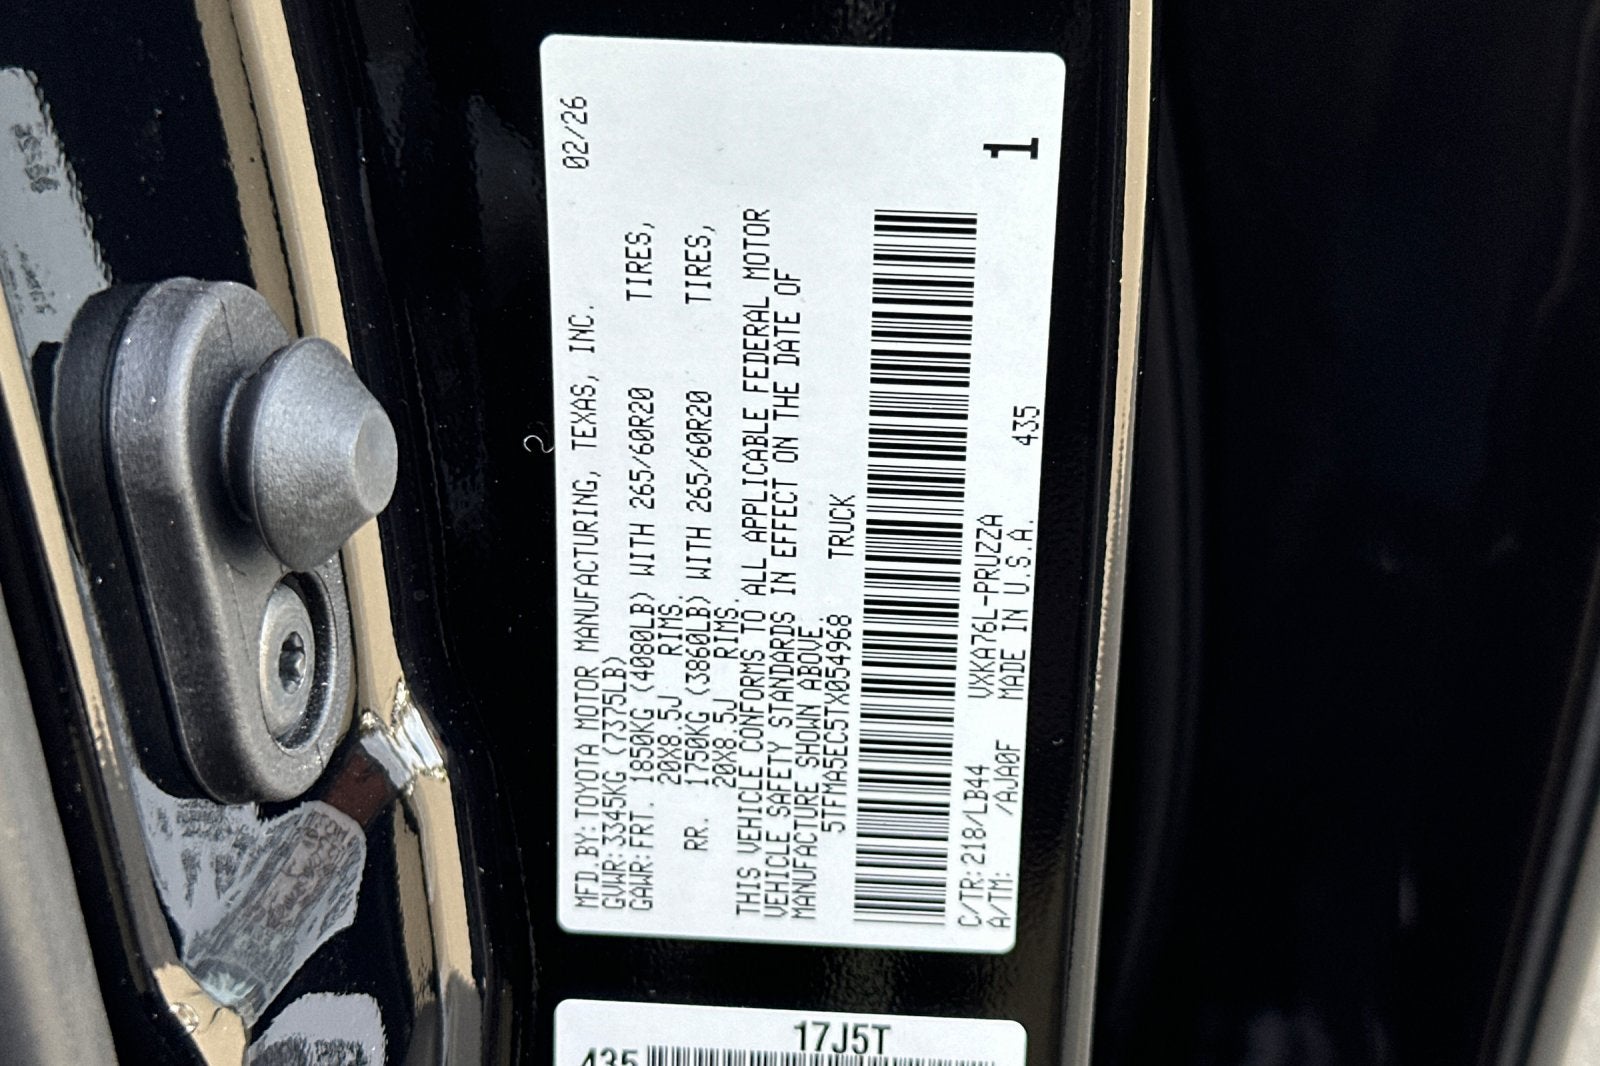 MFD.BY:TOYOTA MOTOR MANUFACTURING, TEXAS, INC. 02/26
GVWR:3345KG (7375LB)
GAWR:FRT. 1850KG (4080LB) WITH 265/60R20 TIRES,
20X8.5J RIMS.
RR. 1750KG (3860LB) WITH 265/60R20 TIRES,
20X8.5J RIMS.
THIS VEHICLE CONFORMS TO ALL APPLICABLE FEDERAL MOTOR
VEHICLE SAFETY STANDARDS IN EFFECT ON THE DATE OF
MANUFACTURE SHOWN ABOVE.
5TFMA5EC5TX054968 TRUCK
C/TR:218/LB44 VXKA76L-PRUZZA
A/TM: /AJA0F MADE IN U.S.A. 435
1
17J5T
435